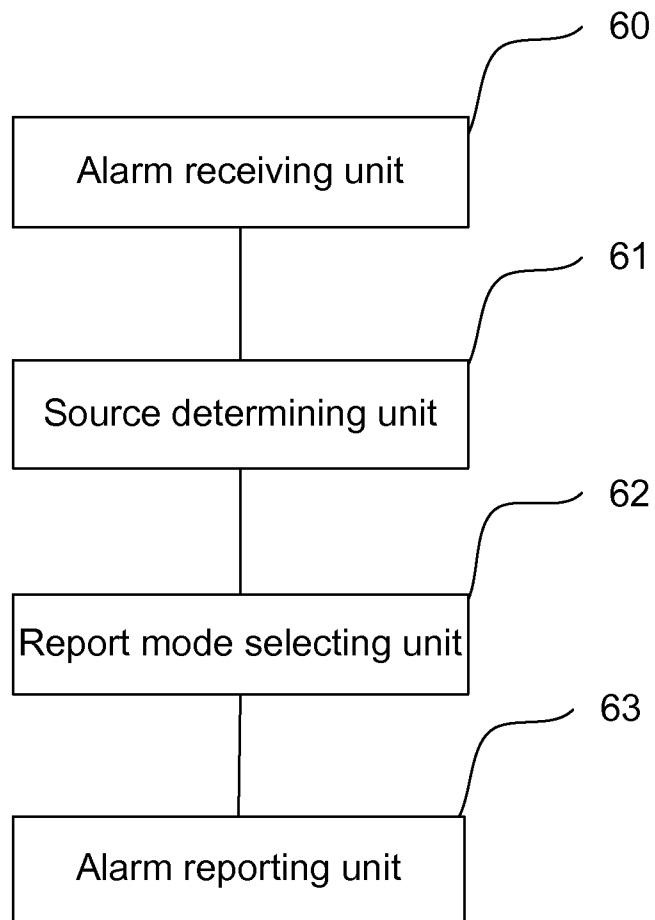 60
Alarm receiving unit
61
Source determining unit
62
Report mode selecting unit
63
Alarm reporting unit